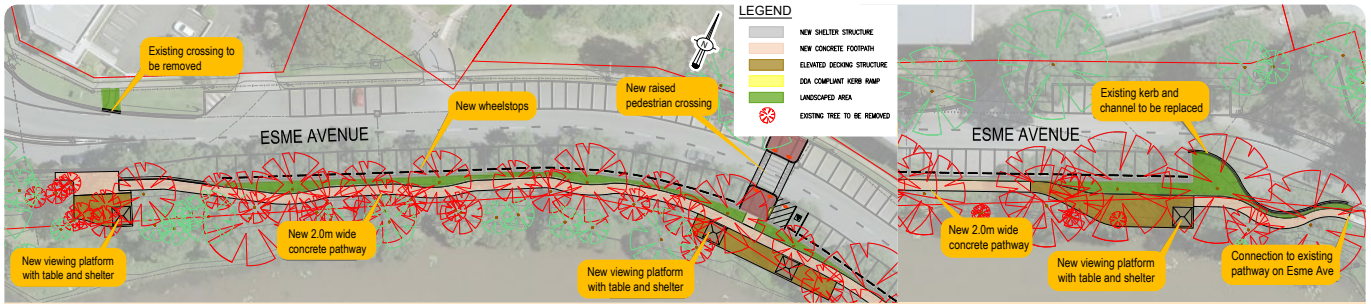 Existing crossing to
be removed
ESME AVENUE
New wheelstops
New raised
pedestrian crossing
N
LEGEND
NEW SHELTER STRUCTURE
NEW CONCRETE FOOTPATH
ELEVATED DECKING STRUCTURE
DDA COMPLIANT KERB RAMP
LANDSCAPED AREA
EXISTING TREE TO BE REMOVED
New viewing platform
with table and shelter
New 2.0m wide
concrete pathway
New viewing platform
with table and shelter
Existing kerb and
channel to be replaced
ESME AVENUE
New 2.0m wide
concrete pathway
New viewing platform
with table and shelter
Connection to existing
pathway on Esme Ave